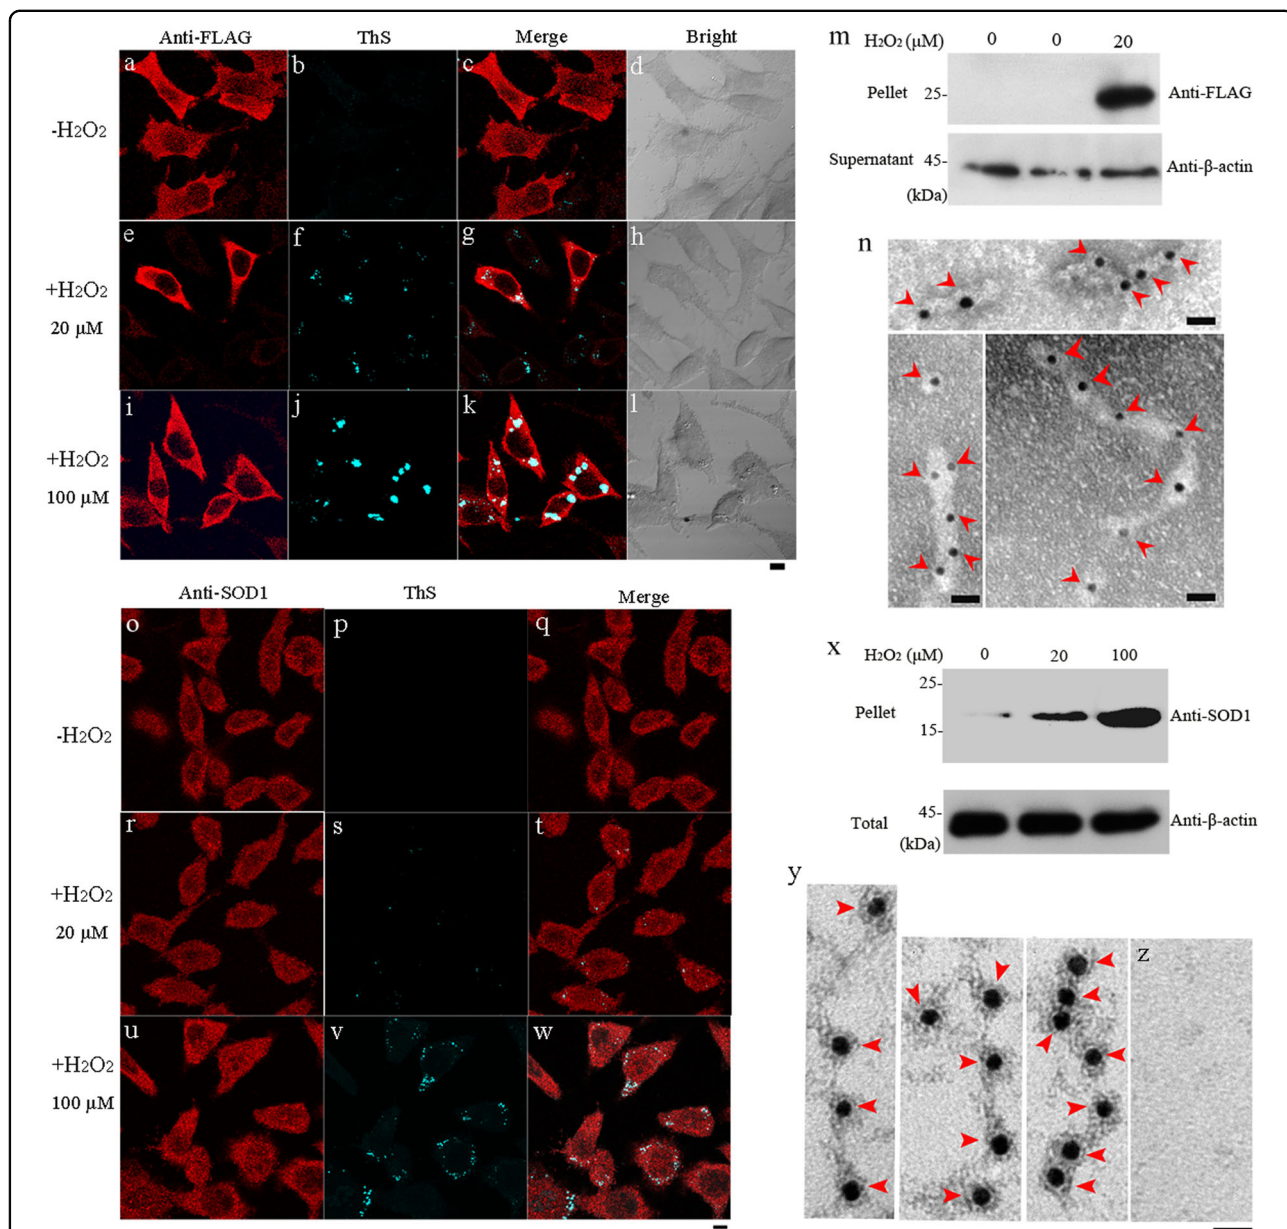 Anti-FLAG ThS Merge Bright
a b c d
-H2O2
e f g h
+H2O2
20 μM
i j k l
+H2O2
100 μM
m H2O2 (μM) 0 0 20
Pellet 25- Anti-FLAG
Supernatant 45- Anti-β-actin
(kDa)
n
Anti-SOD1 ThS Merge
o p q
-H2O2
r s t
+H2O2
20 μM
u v w
+H2O2
100 μM
x H2O2 (μM) 0 20 100
25-
Pellet Anti-SOD1
15-
45-
Total Anti-β-actin
(kDa)
y
z